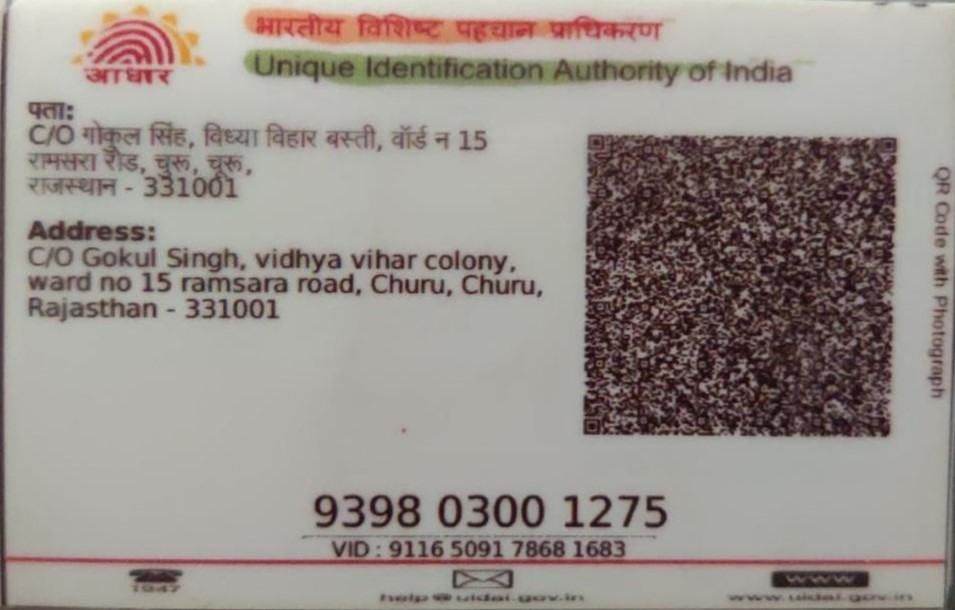 भारतीय विशिष्ट पहचान प्राधिकरण
आधार
Unique Identification Authority of India
पता:
C/O गोकुल सिंह, विध्या विहार बस्ती, वॉर्ड न 15
रामसरा रोड, चुरू, चूरू,
राजस्थान - 331001
Address:
C/O Gokul Singh, vidhya vihar colony,
ward no 15 ramsara road, Churu, Churu,
Rajasthan - 331001
QR Code with Photograph
9398 0300 1275
VID : 9116 5091 7868 1683
1947
help@uidai.gov.in
www
www.uidai.gov.in